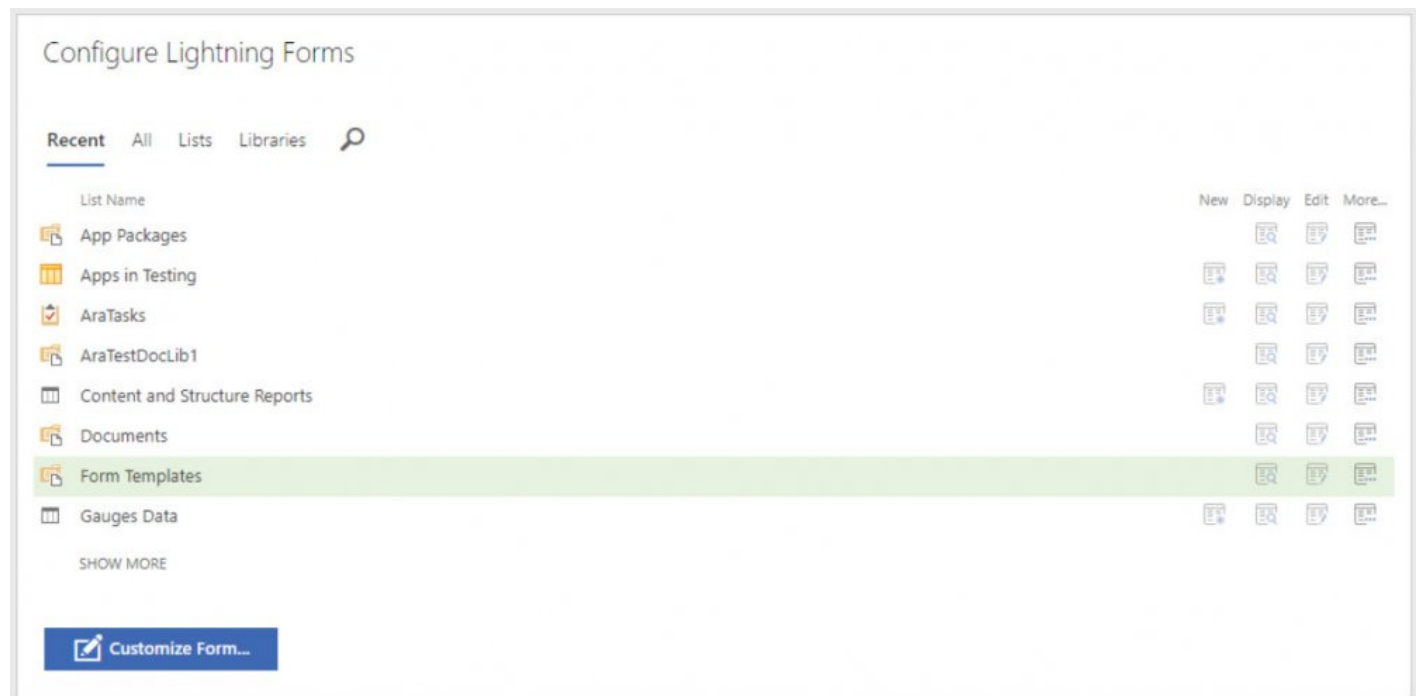 Configure Lightning Forms
Recent All Lists Libraries
List Name New Display Edit More...
App Packages
Apps in Testing
AraTasks
AraTestDocLib1
Content and Structure Reports
Documents
Form Templates
Gauges Data
SHOW MORE
Customize Form...